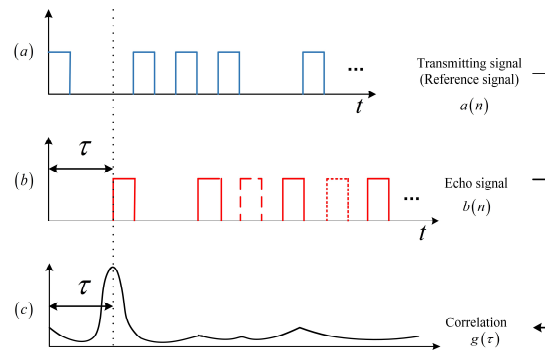 (a)
...
t
Transmitting signal
(Reference signal)
a(n)
τ
(b)
...
t
Echo signal
b(n)
τ
(c)
Correlation
g(τ)